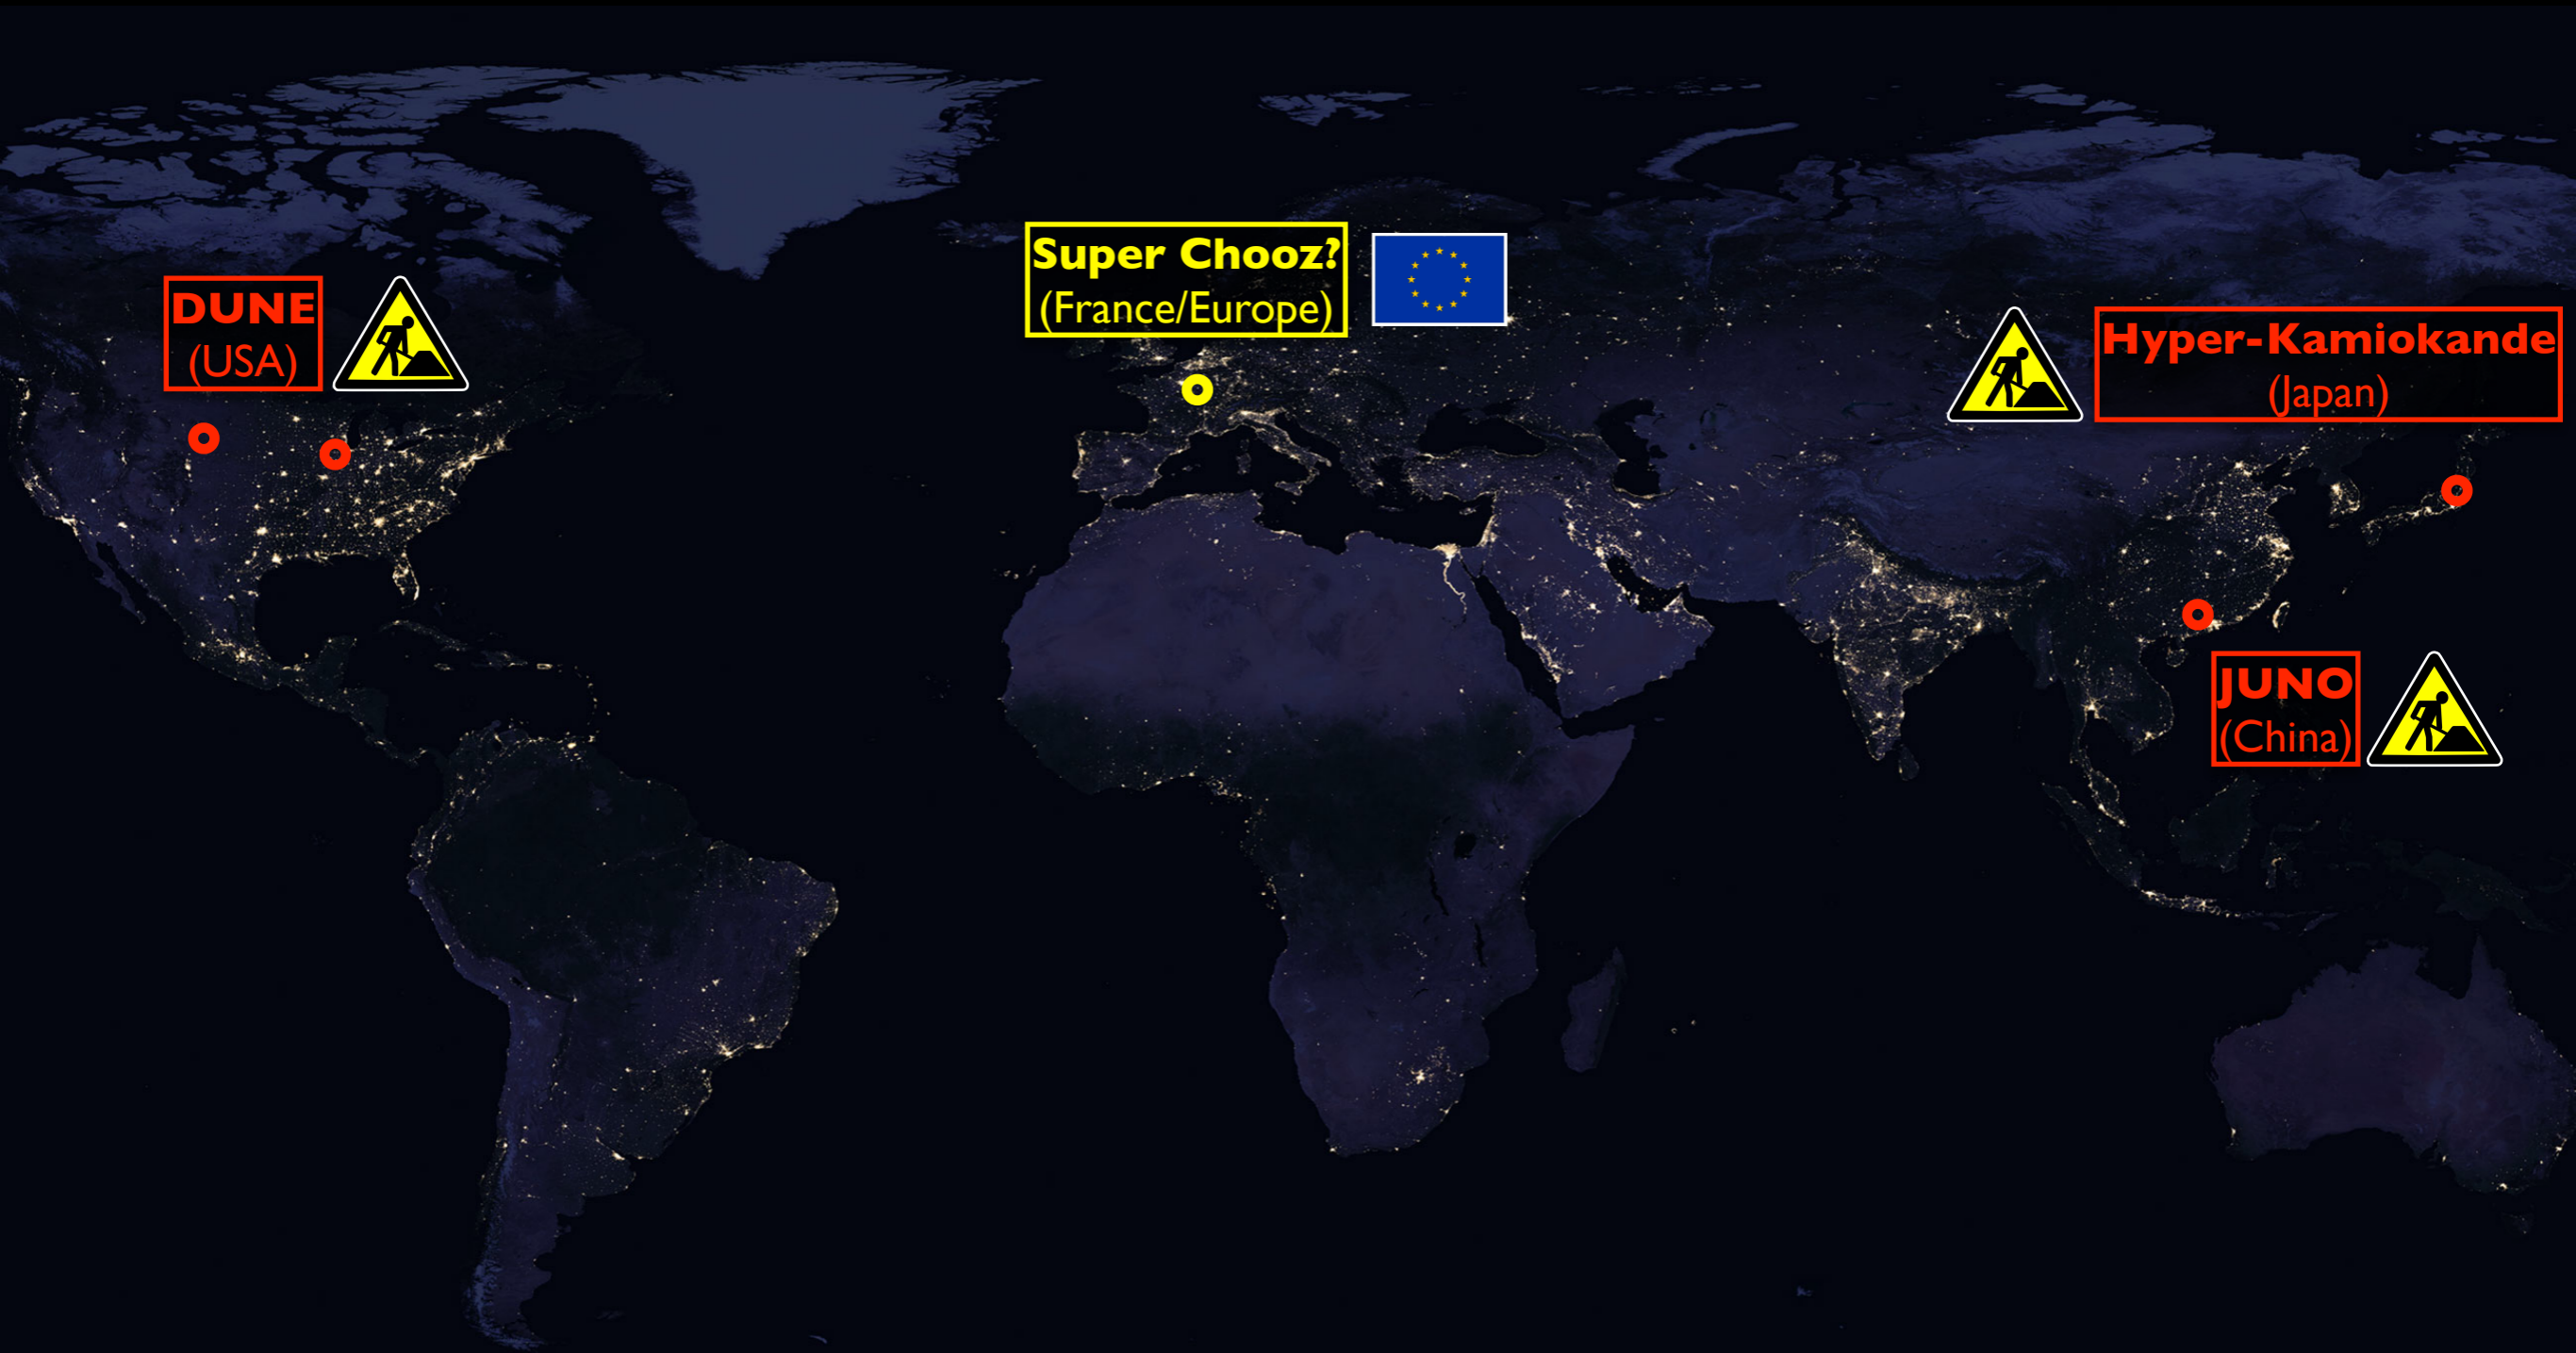 DUNE
(USA)
Super Chooz?
(France/Europe)
Hyper-Kamiokande
(Japan)
JUNO
(China)